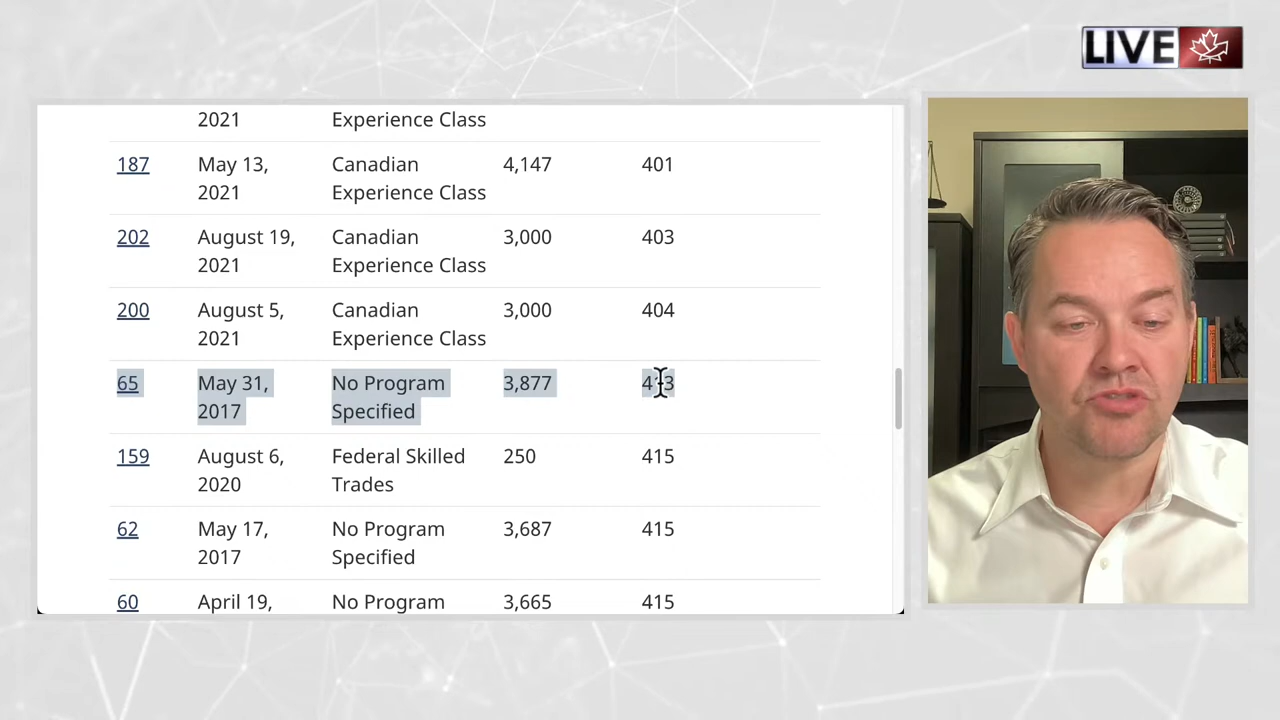 LIVE
2021 Experience Class
187 May 13, Canadian 4,147 401
2021 Experience Class
202 August 19, Canadian 3,000 403
2021 Experience Class
200 August 5, Canadian 3,000 404
2021 Experience Class
65 May 31, No Program 3,877 413
2017 Specified
159 August 6, Federal Skilled 250 415
2020 Trades
62 May 17, No Program 3,687 415
2017 Specified
60 April 19, No Program 3,665 415